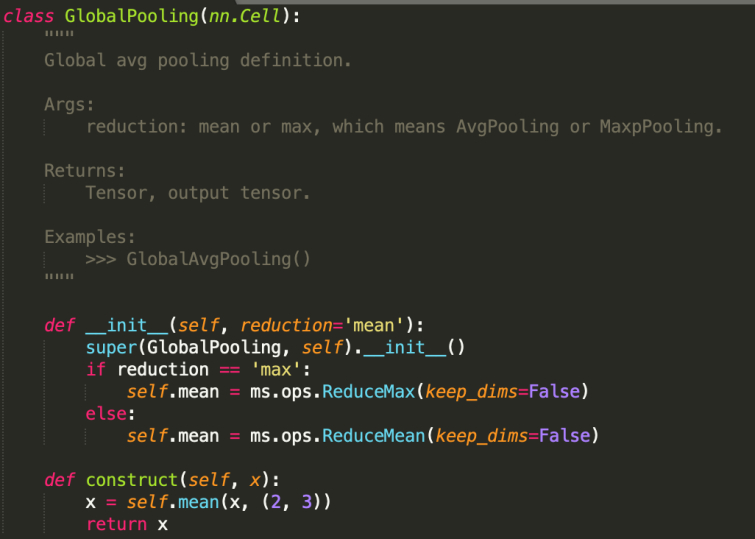 class GlobalPooling(nn.Cell):
    """
    Global avg pooling definition.

    Args:
        reduction: mean or max, which means AvgPooling or MaxpPooling.

    Returns:
        Tensor, output tensor.

    Examples:
        >>> GlobalAvgPooling()
    """

    def __init__(self, reduction='mean'):
        super(GlobalPooling, self).__init__()
        if reduction == 'max':
            self.mean = ms.ops.ReduceMax(keep_dims=False)
        else:
            self.mean = ms.ops.ReduceMean(keep_dims=False)

    def construct(self, x):
        x = self.mean(x, (2, 3))
        return x